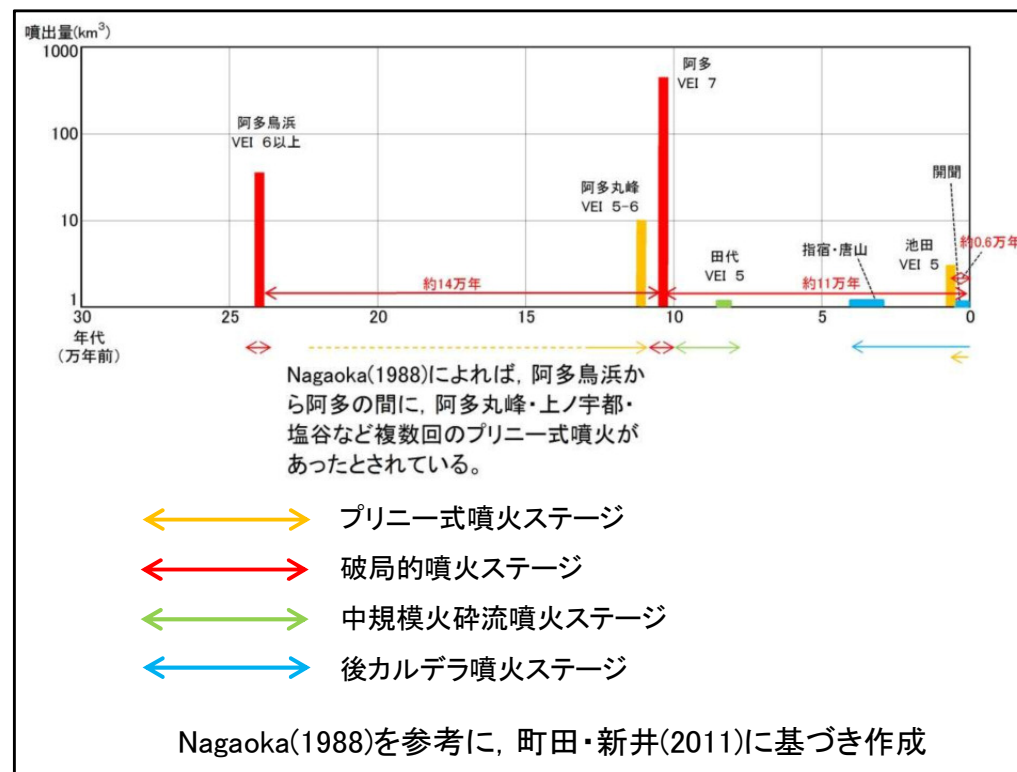 噴出量(km3)
1000
100
10
1
阿多鳥浜
VEI 6以上
阿多丸峰
VEI 5-6
阿多
VEI 7
田代
VEI 5
指宿・唐山
池田
VEI 5
開聞
約0.6万年
約14万年
約11万年
30
25
20
15
10
5
0
年代
(万年前)
Nagaoka(1988)によれば，阿多鳥浜か
ら阿多の間に，阿多丸峰・上ノ宇都・
塩谷など複数回のプリニー式噴火が
あったとされている。
プリニー式噴火ステージ
破局的噴火ステージ
中規模火砕流噴火ステージ
後カルデラ噴火ステージ
Nagaoka(1988)を参考に，町田・新井(2011)に基づき作成